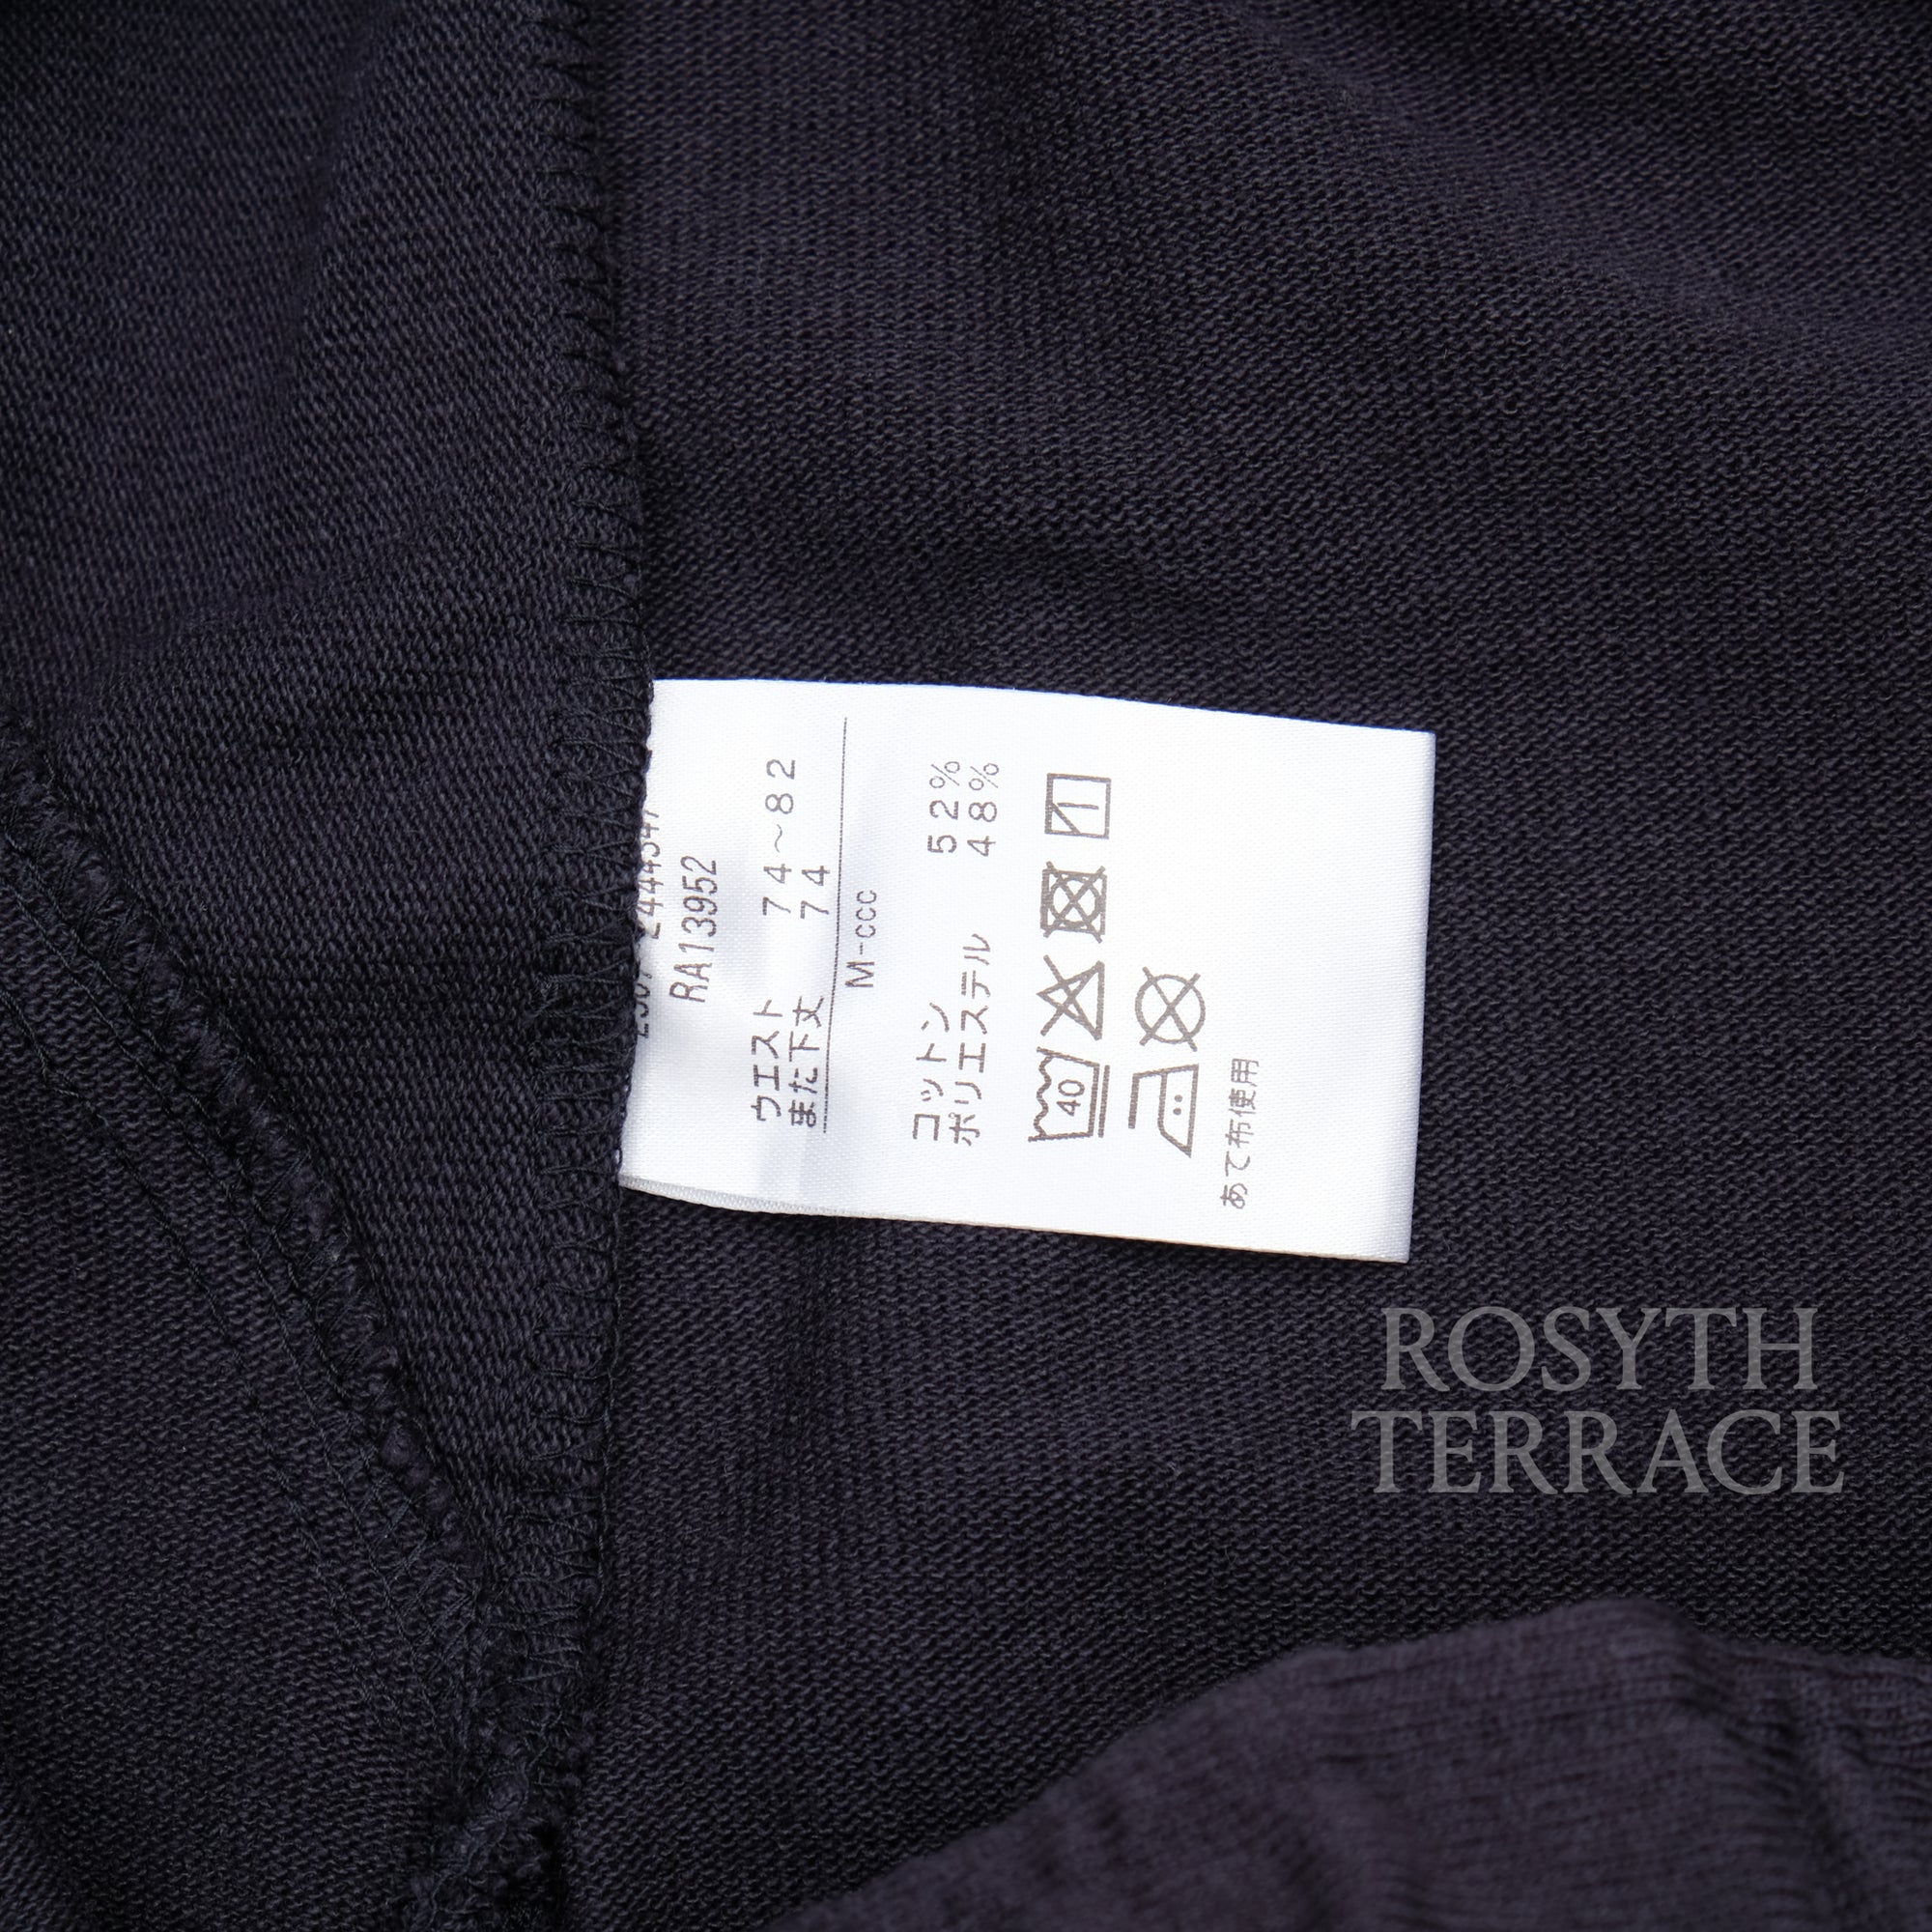 RA13952
ウエスト 74～82
また下丈 74
M-ccc
コットン 52%
ポリエステル 48%
40
あて布使用
ROSYTH
TERRACE